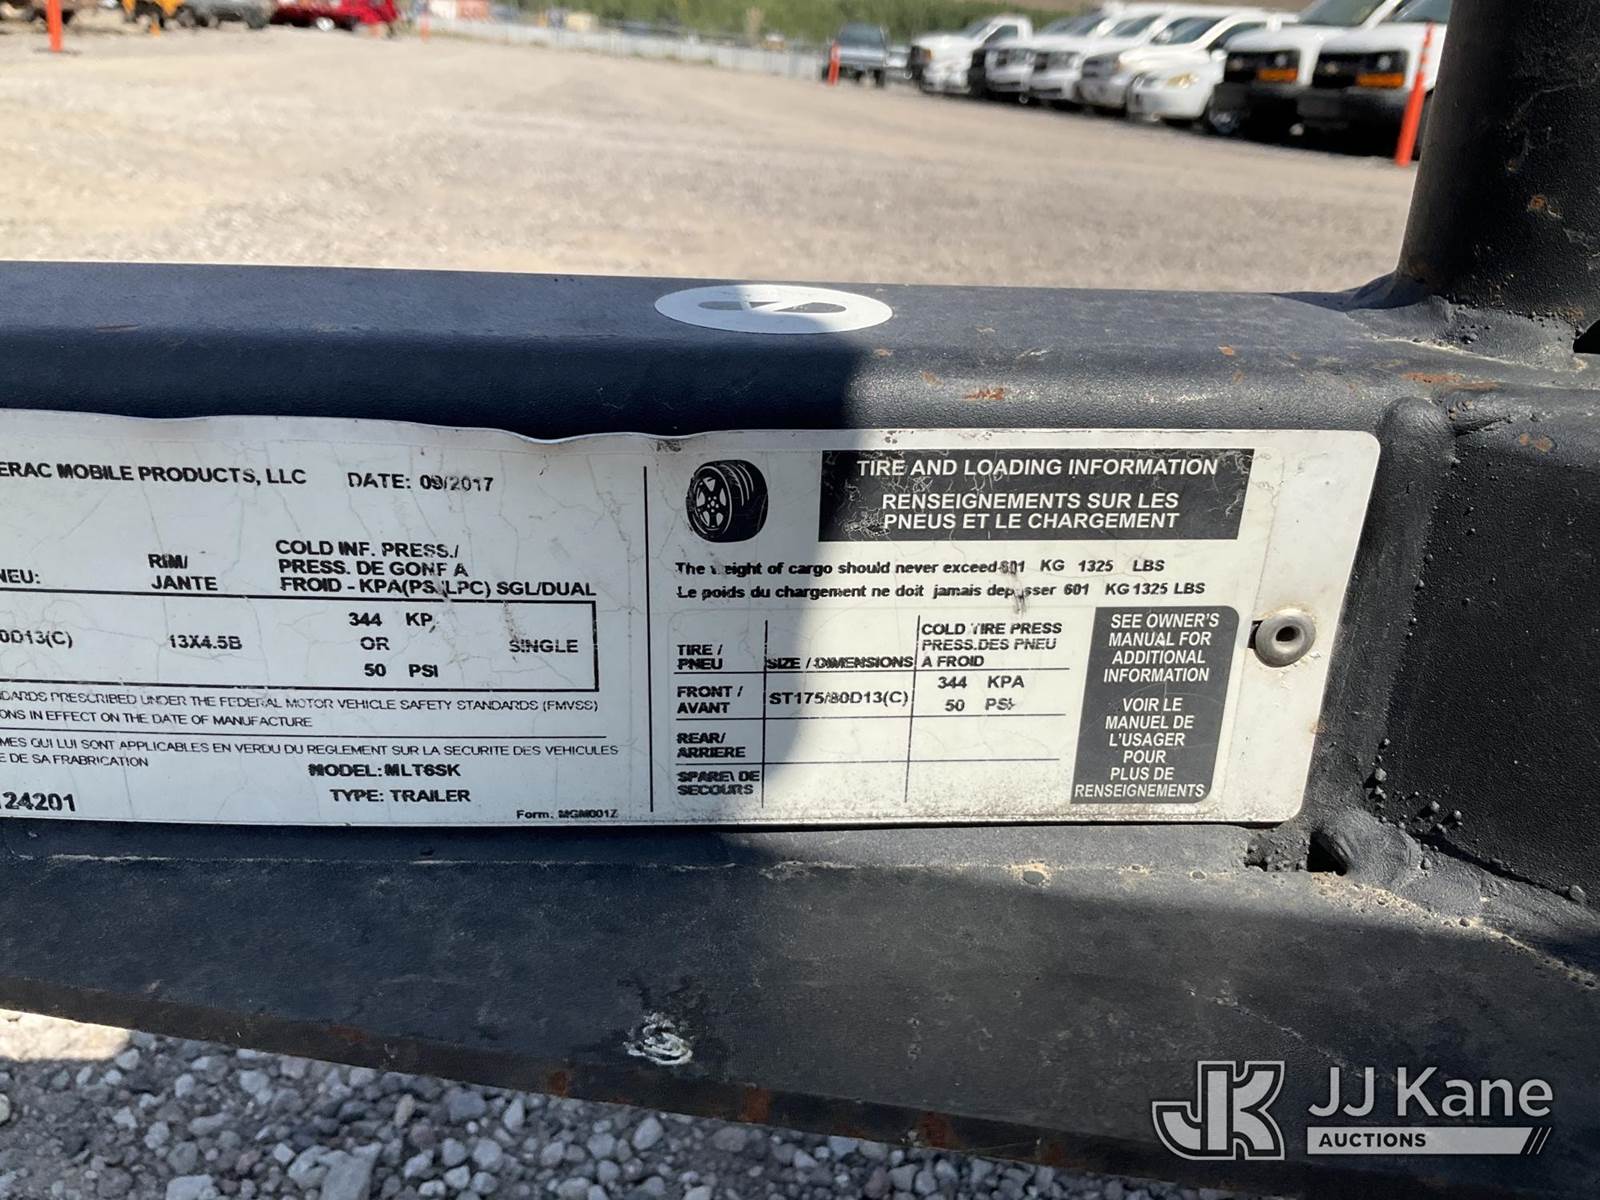 ERAC MOBILE PRODUCTS, LLC DATE: 09/2017
NEU:
RIM/
JANTE
COLD INF. PRESS./
PRESS. DE GONF A
FROID - KPA(PSI/LPC) SGL/DUAL
0D13(C) 13X4.5B
344 KP
OR
50 PSI
SINGLE
DARDS PRESCRIBED UNDER THE FEDERAL MOTOR VEHICLE SAFETY STANDARDS (FMVSS)
ONS IN EFFECT ON THE DATE OF MANUFACTURE
MES QUI LUI SONT APPLICABLES EN VERDU DU REGLEMENT SUR LA SECURITE DES VEHICULES
E DE SA FRABRICATION
MODEL: MLT6SK
124201
TYPE: TRAILER
Form. MGM001Z
TIRE AND LOADING INFORMATION
RENSEIGNEMENTS SUR LES
PNEUS ET LE CHARGEMENT
The weight of cargo should never exceed 601 KG 1325 LBS
Le poids du chargement ne doit jamais depasser 601 KG 1325 LBS
TIRE /
PNEU
SIZE / DIMENSIONS
COLD TIRE PRESS
PRESS.DES PNEU
A FROID
FRONT /
AVANT
ST175/80D13(C)
344 KPA
50 PSI
REAR/
ARRIERE
SPARE\ DE
SECOURS
SEE OWNER'S
MANUAL FOR
ADDITIONAL
INFORMATION
VOIR LE
MANUEL DE
L'USAGER
POUR
PLUS DE
RENSEIGNEMENTS
JK JJ Kane
AUCTIONS